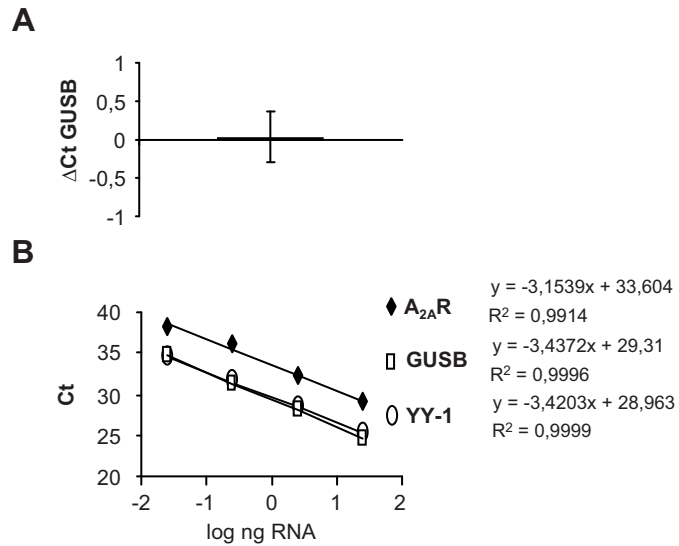 A
ΔCt GUSB
1
0,5
0
-0,5
-1
B
Ct
40
35
30
25
20
-2 -1 0 1 2
log ng RNA
A2AR
GUSB
YY-1
y = -3,1539x + 33,604
R² = 0,9914
y = -3,4372x + 29,31
R² = 0,9996
y = -3,4203x + 28,963
R² = 0,9999